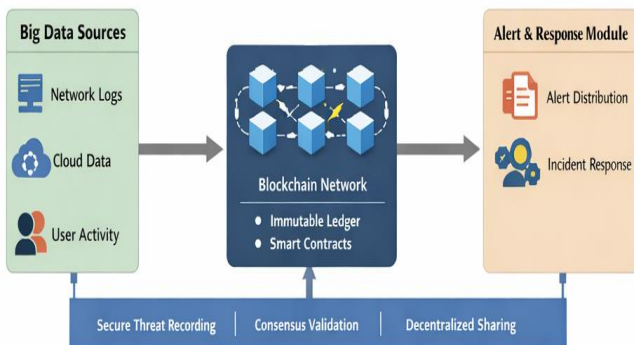 Big Data Sources
Network Logs
Cloud Data
User Activity
Blockchain Network
• Immutable Ledger
• Smart Contracts
Alert & Response Module
Alert Distribution
Incident Response
Secure Threat Recording | Consensus Validation | Decentralized Sharing